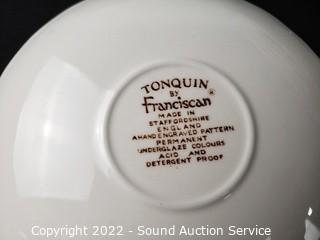 TONQUIN
BY
Franciscan ®
MADE IN
STAFFORDSHIRE
ENGLAND
A HAND ENGRAVED PATTERN
PERMANENT
UNDERGLAZE COLOURS
ACID AND
DETERGENT PROOF
Copyright 2022 - Sound Auction Service